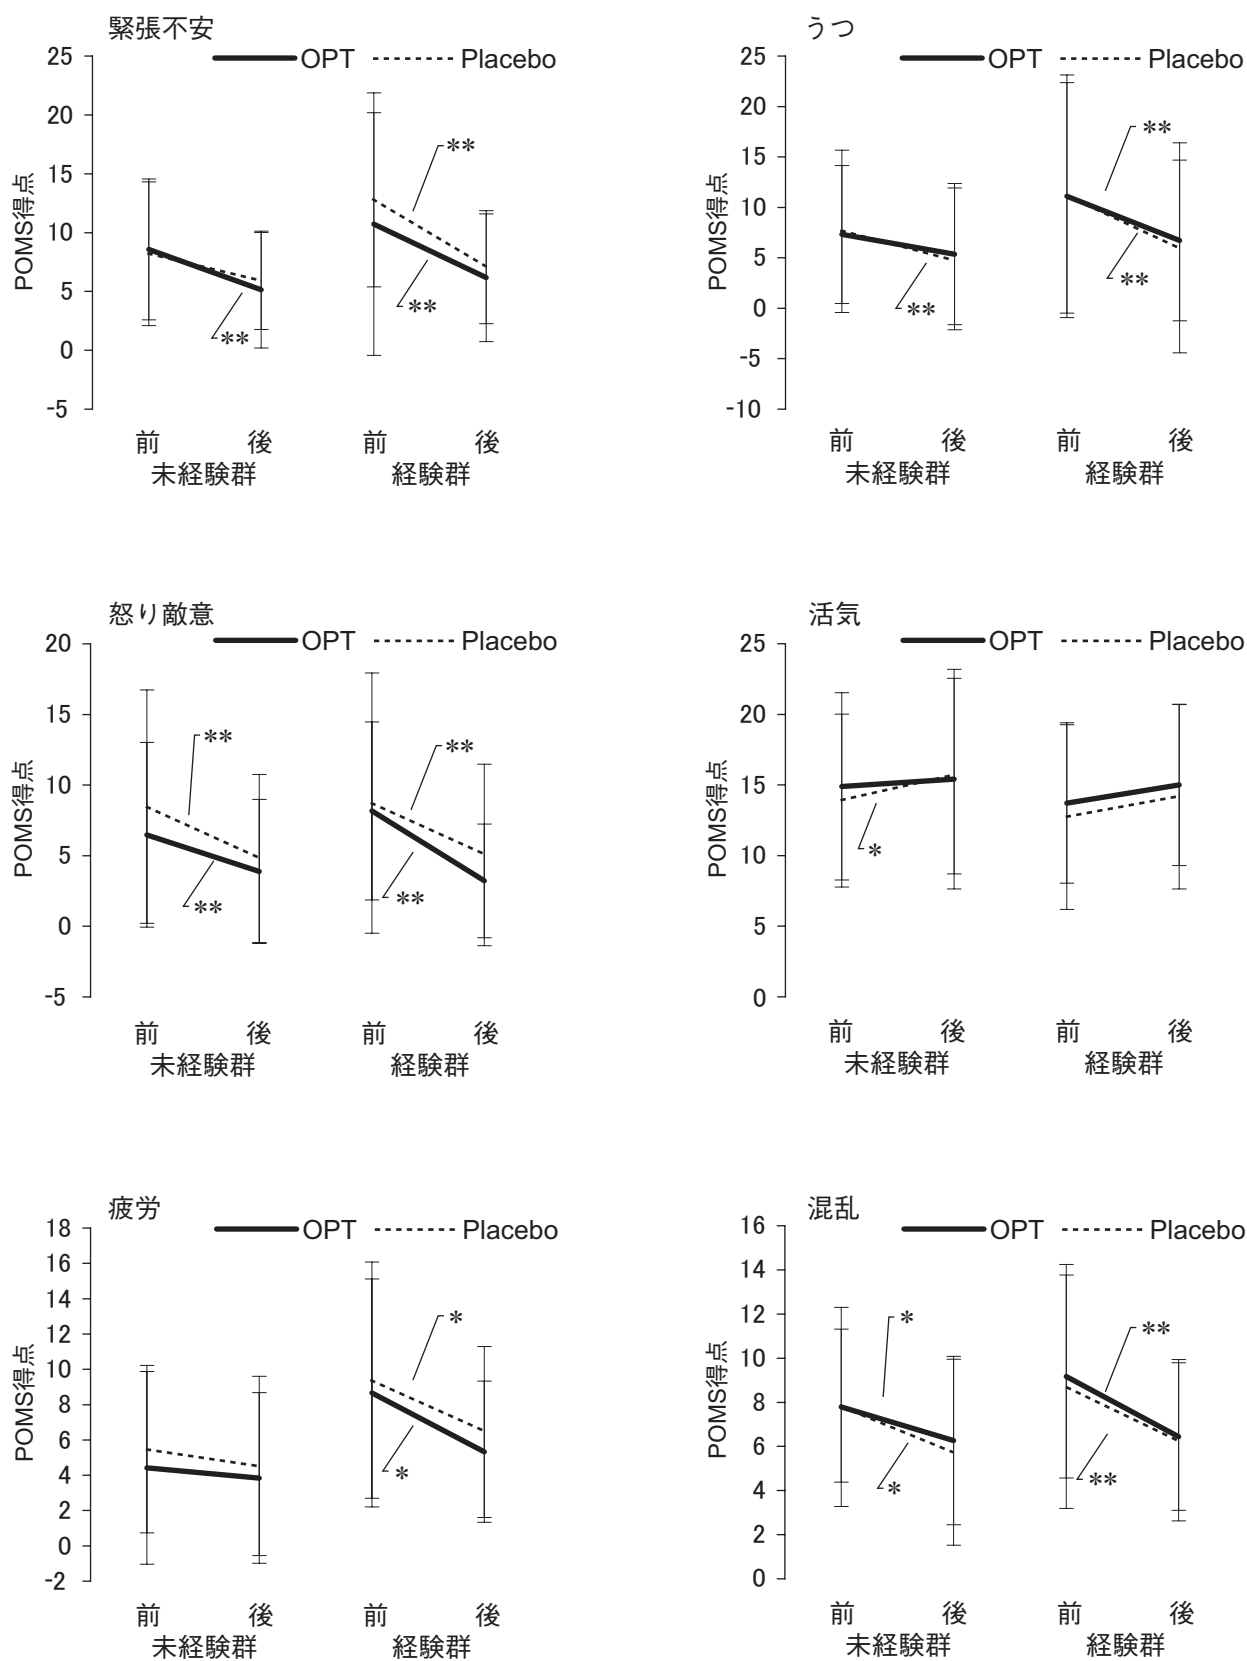 緊張不安
OPT Placebo
25
20
15
10
5
0
-5
POMS得点
**
**
**
前 後 前 後
未経験群 経験群
うつ
OPT Placebo
25
20
15
10
5
0
-5
-10
POMS得点
**
**
**
前 後 前 後
未経験群 経験群
怒り敵意
OPT Placebo
20
15
10
5
0
-5
POMS得点
**
**
**
**
前 後 前 後
未経験群 経験群
活気
OPT Placebo
25
20
15
10
5
0
POMS得点
*
前 後 前 後
未経験群 経験群
疲労
OPT Placebo
18
16
14
12
10
8
6
4
2
0
-2
POMS得点
*
*
前 後 前 後
未経験群 経験群
混乱
OPT Placebo
16
14
12
10
8
6
4
2
0
POMS得点
*
*
**
**
前 後 前 後
未経験群 経験群